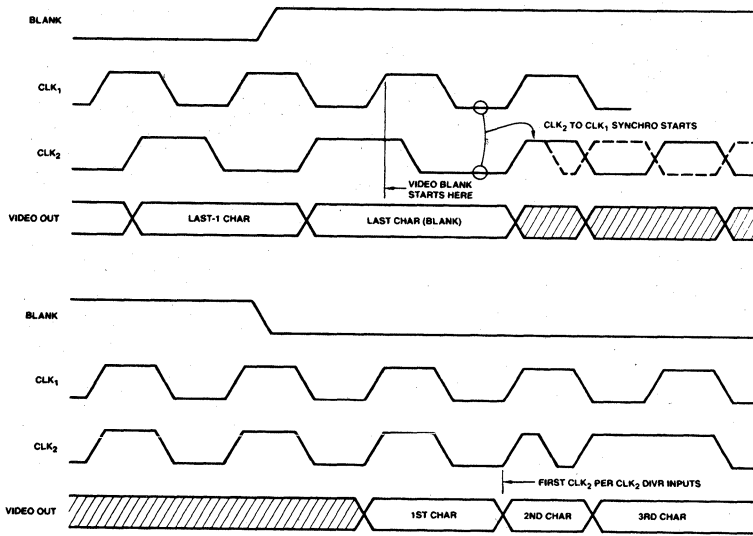 BLANK
CLK₁
CLK₂ TO CLK₁ SYNCHRO STARTS
CLK₂
VIDEO BLANK
STARTS HERE
VIDEO OUT
LAST-1 CHAR
LAST CHAR (BLANK)
BLANK
CLK₁
CLK₂
FIRST CLK₂ PER CLK₂ DIVR INPUTS
VIDEO OUT
1ST CHAR
2ND CHAR
3RD CHAR